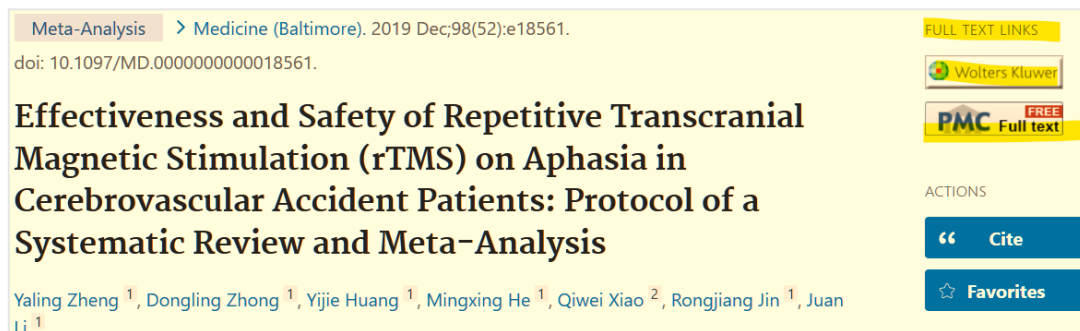 Meta-Analysis > Medicine (Baltimore). 2019 Dec;98(52):e18561.
doi: 10.1097/MD.0000000000018561.
Effectiveness and Safety of Repetitive Transcranial
Magnetic Stimulation (rTMS) on Aphasia in
Cerebrovascular Accident Patients: Protocol of a
Systematic Review and Meta-Analysis
Yaling Zheng 1, Dongling Zhong 1, Yijie Huang 1, Mingxing He 1, Qiwei Xiao 2, Rongjiang Jin 1, Juan
Li 1
FULL TEXT LINKS
Wolters Kluwer
FREE
PMC Full text
ACTIONS
Cite
Favorites